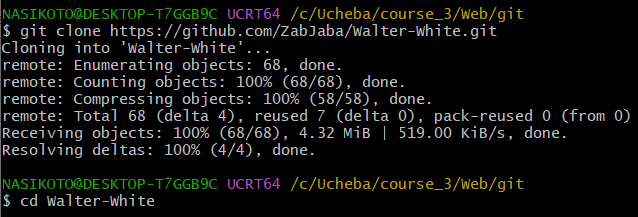 NASIKOTO@DESKTOP-T7GGB9C UCRT64 /c/Ucheba/course_3/Web/git
$ git clone https://github.com/ZabJaba/Walter-White.git
Cloning into 'Walter-White'...
remote: Enumerating objects: 68, done.
remote: Counting objects: 100% (68/68), done.
remote: Compressing objects: 100% (58/58), done.
remote: Total 68 (delta 4), reused 7 (delta 0), pack-reused 0 (from 0)
Receiving objects: 100% (68/68), 4.32 MiB | 519.00 KiB/s, done.
Resolving deltas: 100% (4/4), done.
NASIKOTO@DESKTOP-T7GGB9C UCRT64 /c/Ucheba/course_3/Web/git
$ cd Walter-White